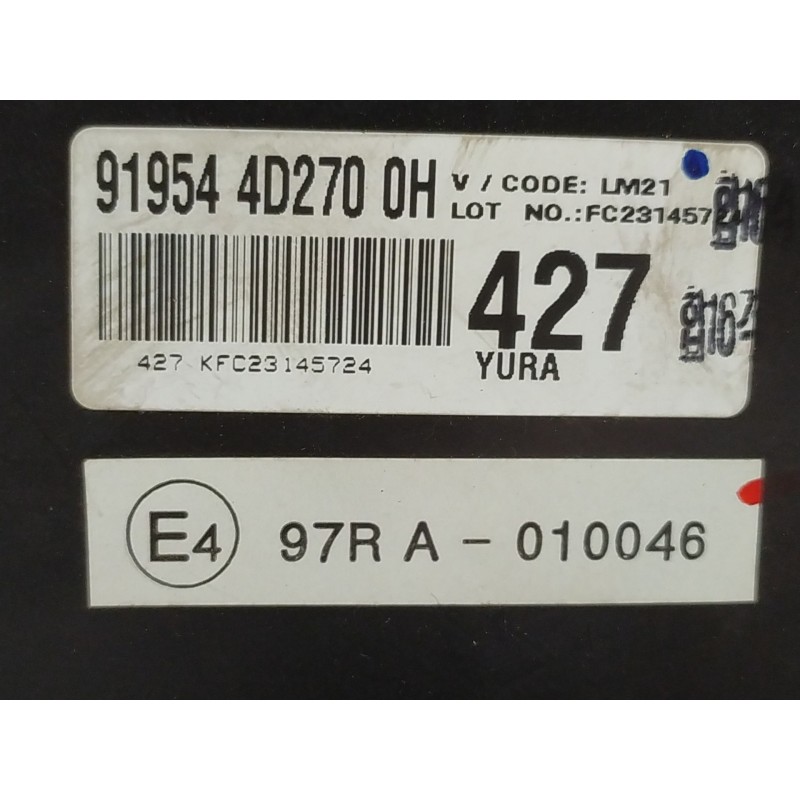 91954 4D270 0H
V / CODE: LM21
LOT NO.:FC23145724
427
YURA
427 KFC23145724
E4 97R A - 010046